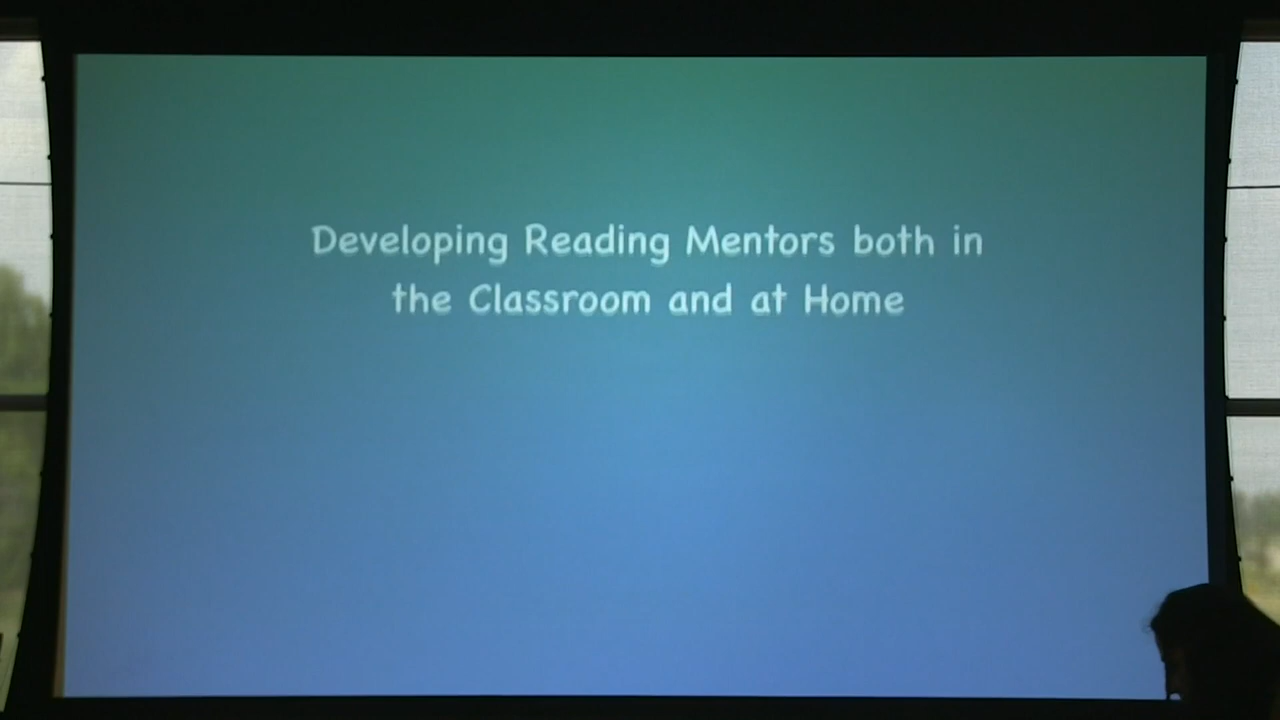 Developing Reading Mentors both in
the Classroom and at Home